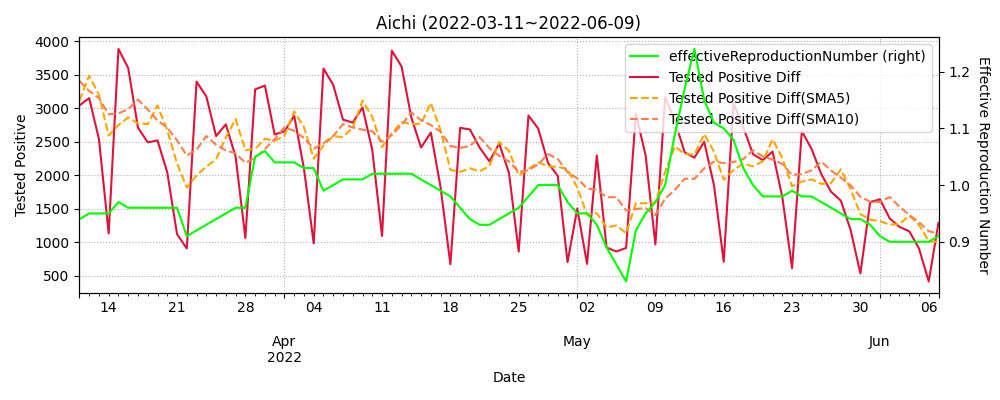 Aichi (2022-03-11~2022-06-09)
effectiveReproductionNumber (right)
Tested Positive Diff
Tested Positive Diff(SMA5)
Tested Positive Diff(SMA10)
Tested Positive
4000
3500
3000
2500
2000
1500
1000
500
1.2
1.1
1.0
0.9
Effective Reproduction Number
14 21 28 04 11 18 25 02 09 16 23 30 06
Apr May Jun
2022
Date